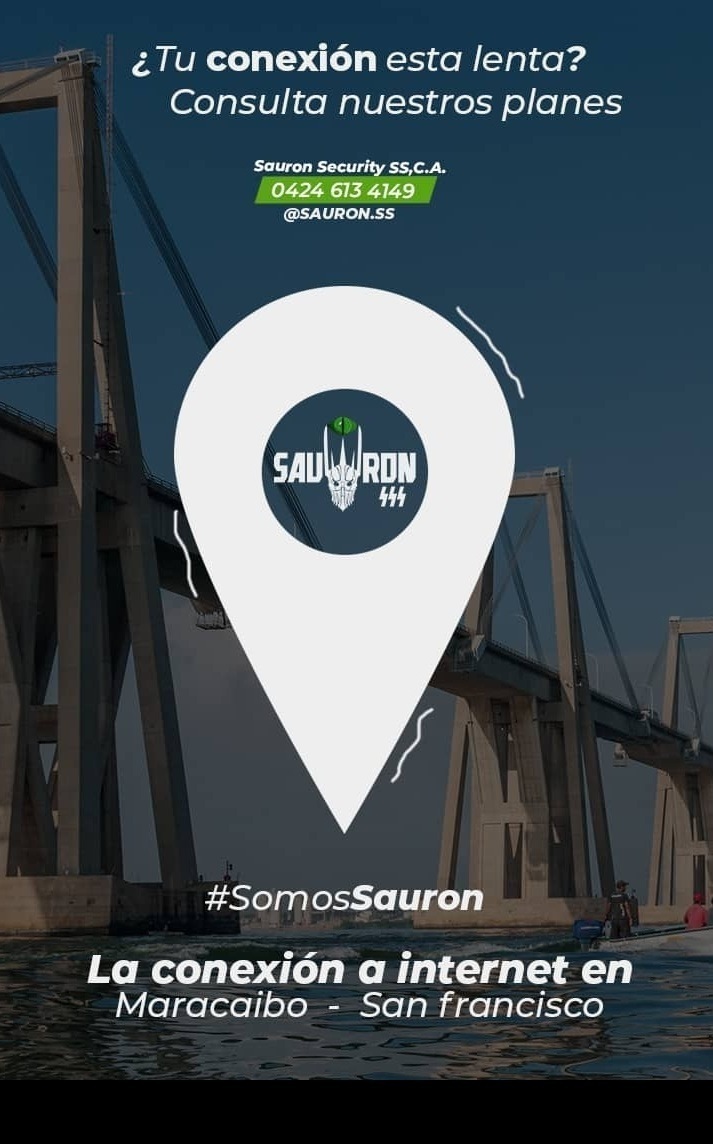 ¿Tu conexión esta lenta?
Consulta nuestros planes
Sauron Security SS,C.A.
0424 613 4149
@SAURON.SS
SAURON
#SomosSauron
La conexión a internet en
Maracaibo - San francisco